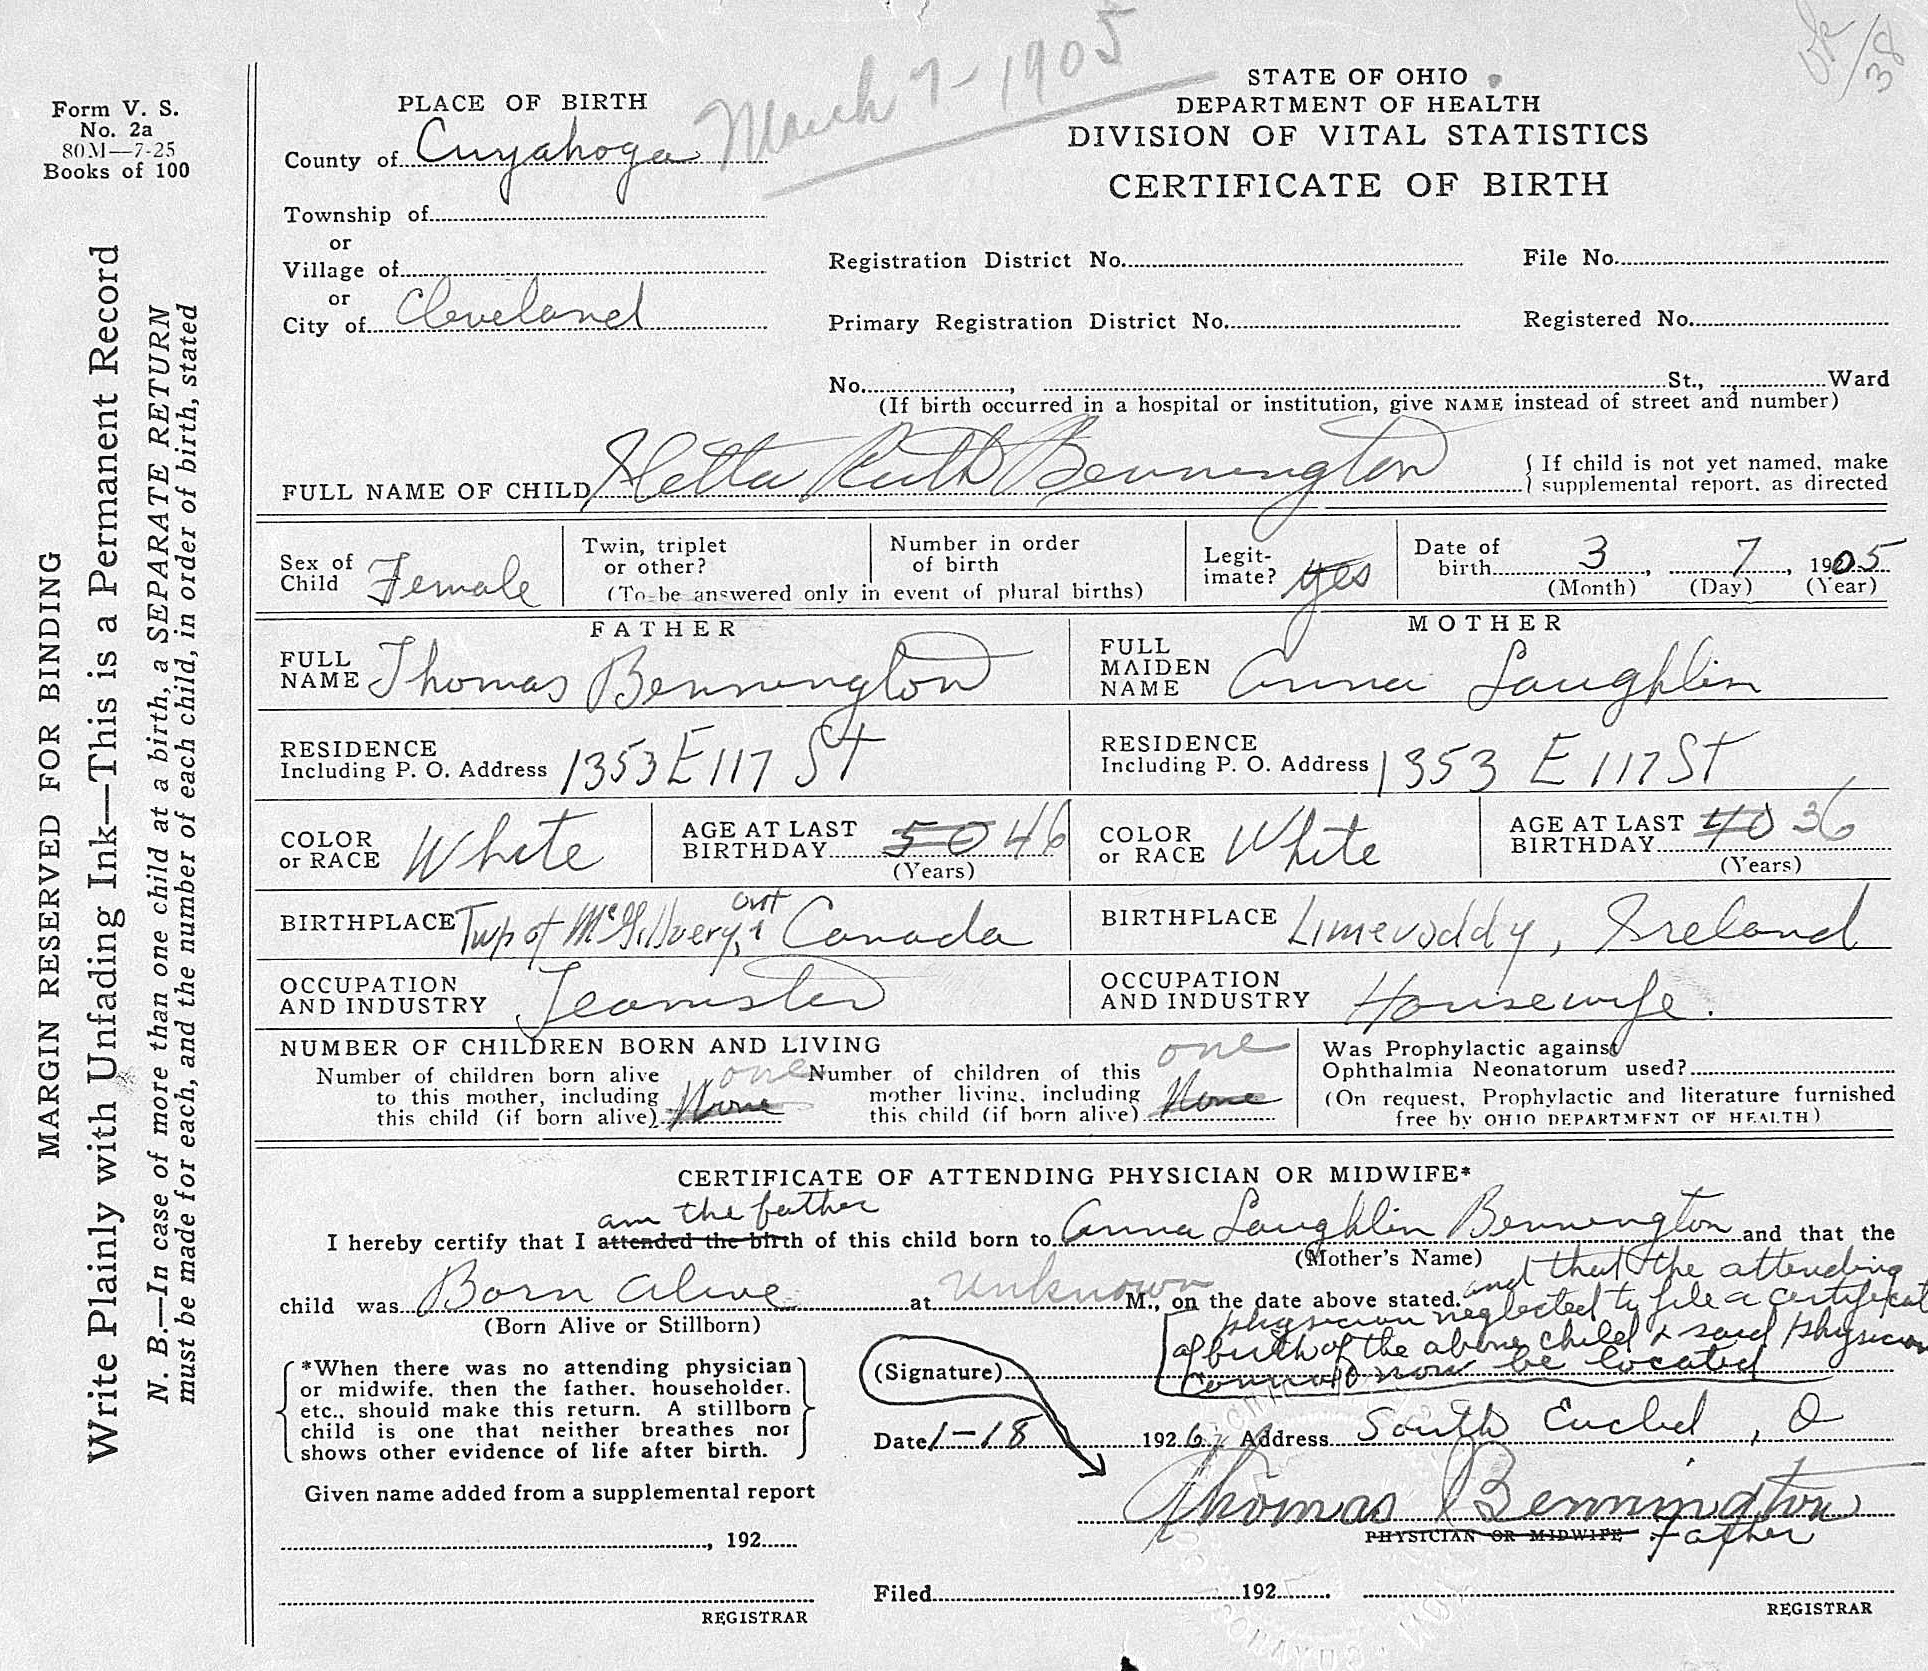 March 7-1905
Form V. S.
No. 2a
80M—7-25
Books of 100
MARGIN RESERVED FOR BINDING
Write Plainly with Unfading Ink—This is a Permanent Record
N. B.—In case of more than one child at a birth, a SEPARATE RETURN
must be made for each, and the number of each child, in order of birth, stated
STATE OF OHIO
DEPARTMENT OF HEALTH
DIVISION OF VITAL STATISTICS
CERTIFICATE OF BIRTH
PLACE OF BIRTH
County of Cuyahoga
Township of
or
Village of
or
City of Cleveland
Registration District No. File No.
Primary Registration District No. Registered No.
No. , St., Ward
(If birth occurred in a hospital or institution, give NAME instead of street and number)
FULL NAME OF CHILD Hetta Ruth Bennington
{ If child is not yet named, make
{ supplemental report, as directed
Sex of Child Female
Twin, triplet or other?
Number in order of birth
(To be answered only in event of plural births)
Legitimate? yes
Date of birth 3, 7, 1905
(Month) (Day) (Year)
FATHER
FULL NAME Thomas Bennington
MOTHER
FULL MAIDEN NAME Anna Laughlin
RESIDENCE
Including P. O. Address 1353 E 117 St
RESIDENCE
Including P. O. Address 1353 E 117 St
COLOR or RACE White
AGE AT LAST BIRTHDAY 50 46
(Years)
COLOR or RACE White
AGE AT LAST BIRTHDAY 40 36
(Years)
BIRTHPLACE Twp of McGillvery, Ont Canada
BIRTHPLACE Limevoddy, Ireland
OCCUPATION AND INDUSTRY Teamster
OCCUPATION AND INDUSTRY Housewife.
NUMBER OF CHILDREN BORN AND LIVING
Number of children born alive
to this mother, including
this child (if born alive) None one
Number of children of this
mother living, including
this child (if born alive) None one
Was Prophylactic against
Ophthalmia Neonatorum used?
(On request, Prophylactic and literature furnished
free by OHIO DEPARTMENT OF HEALTH)
CERTIFICATE OF ATTENDING PHYSICIAN OR MIDWIFE*
am the father
I hereby certify that I attended the birth of this child born to Anna Laughlin Bennington and that the
(Mother's Name)
child was Born Alive at unknown M., on the date above stated.
(Born Alive or Stillborn)
and that the attending
physician neglected to file a certificate
of birth of the above child & said physician
cannot now be located
*When there was no attending physician
or midwife, then the father, householder,
etc., should make this return. A stillborn
child is one that neither breathes nor
shows other evidence of life after birth.
(Signature)
Date 1-18 1926 Address South Euclid, O
Thomas Bennington
PHYSICIAN OR MIDWIFE Father
Given name added from a supplemental report
, 192
REGISTRAR
Filed 192
REGISTRAR